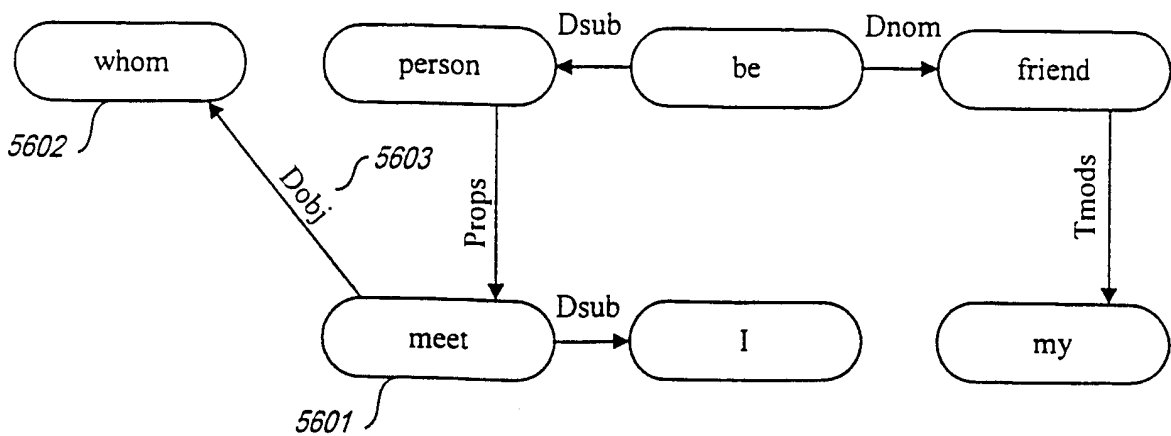 Dsub
Dnom
whom
person
be
friend
5602
5603
Dobj
Props
Tmods
Dsub
meet
I
my
5601